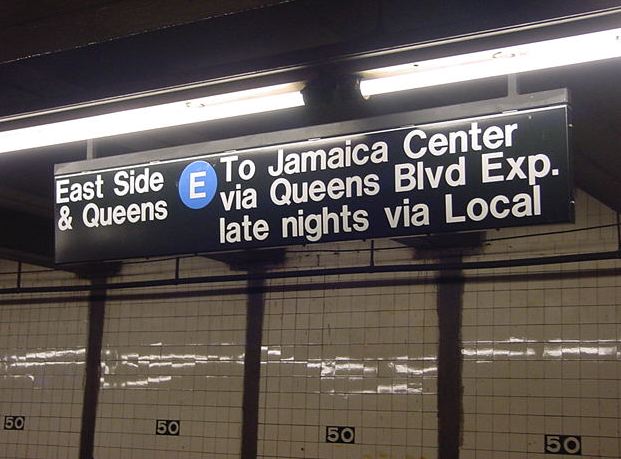 East Side
& Queens
E
To Jamaica Center
via Queens Blvd Exp.
late nights via Local
50
50
50
50